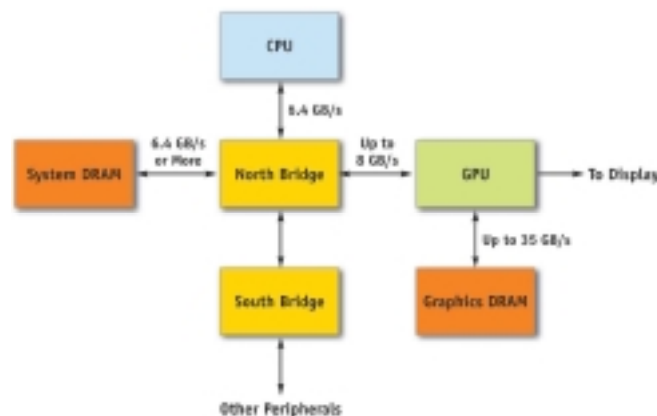 CPU
6.4 GB/s
6.4 GB/s
or More
Up to
8 GB/s
System DRAM
North Bridge
GPU
To Display
Up to 35 GB/s
South Bridge
Graphics DRAM
Other Peripherals